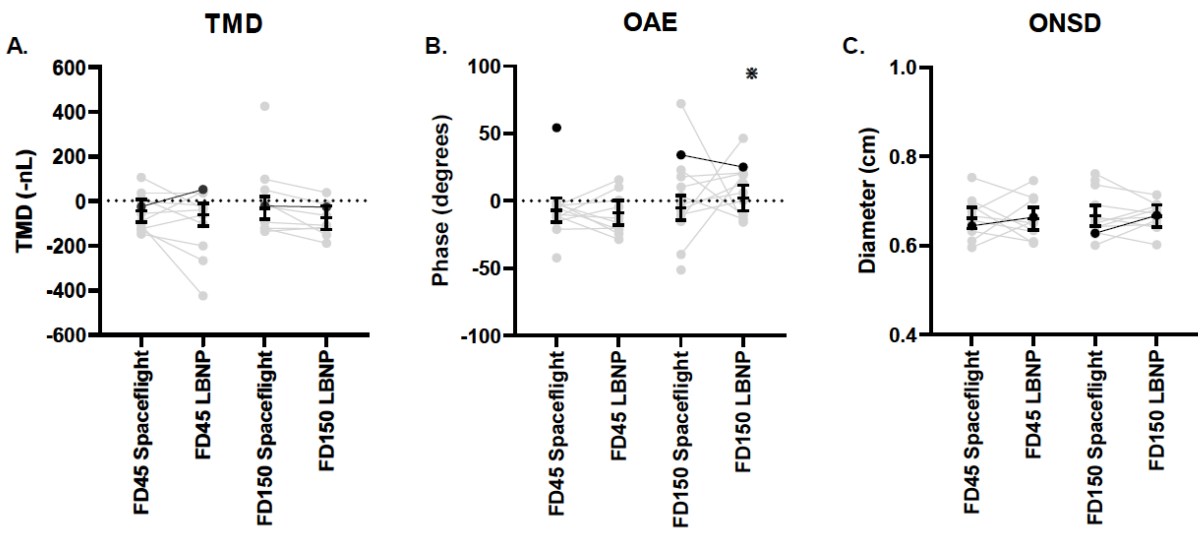 TMD
OAE
ONSD
A.
B.
C.
TMD (-nL)
600
400
200
0
-200
-400
-600
FD45 Spaceflight
FD45 LBNP
FD150 Spaceflight
FD150 LBNP
Phase (degrees)
100
50
0
-50
-100
*
FD45 Spaceflight
FD45 LBNP
FD150 Spaceflight
FD150 LBNP
Diameter (cm)
1.0
0.8
0.6
0.4
FD45 Spaceflight
FD45 LBNP
FD150 Spaceflight
FD150 LBNP